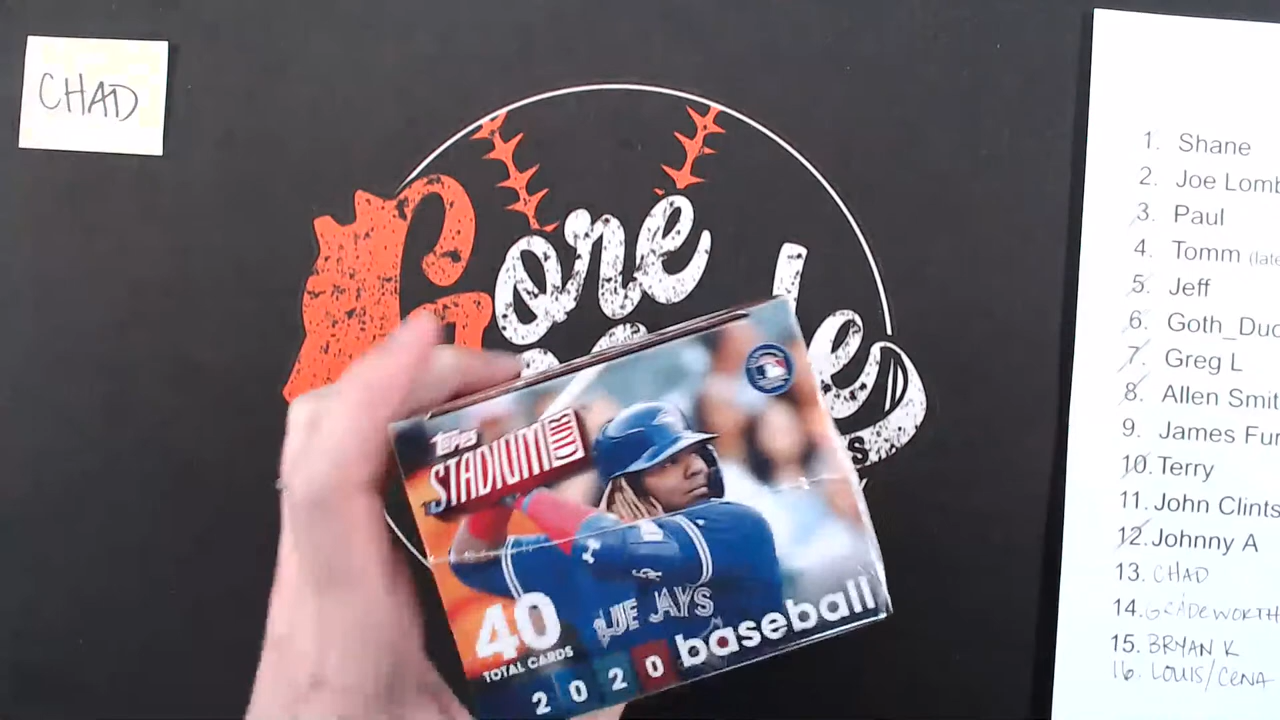 CHAD
Gore
TOPPS
STADIUM
CLUB
BLUE JAYS
40
TOTAL CARDS
2020 baseball
1. Shane
2. Joe Lomb
3. Paul
4. Tomm (late
5. Jeff
6. Goth_Duc
7. Greg L
8. Allen Smit
9. James Fur
10. Terry
11. John Clints
12. Johnny A
13. CHAD
14. GRADEWORTH
15. BRYAN K
16. LOUIS/CENA